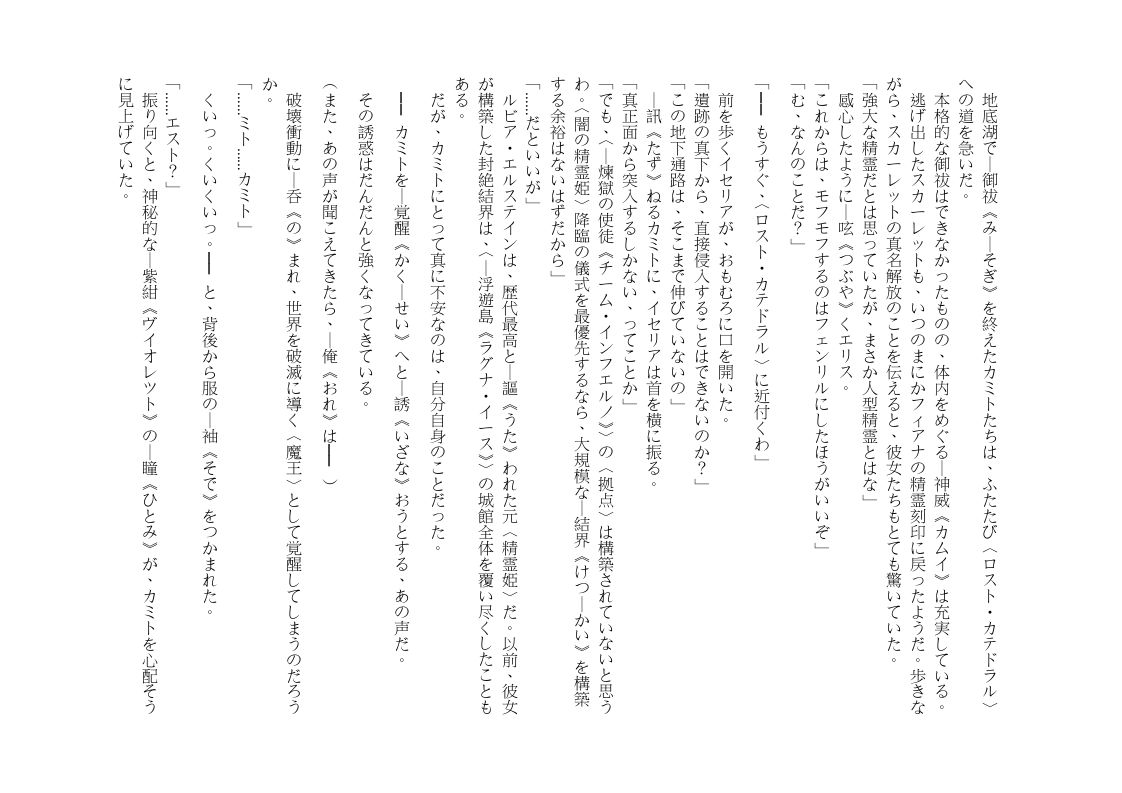 地底湖で―御祓《み―そぎ》を終えたカミトたちは、ふたたび〈ロスト・カテドラル〉
への道を急いだ。
　本格的な御祓はできなかったものの、体内をめぐる―神威《カムイ》は充実している。
　逃げ出したスカーレットも、いつのまにかフィアナの精霊刻印に戻ったようだ。歩きな
がら、スカーレットの真名解放のことを伝えると、彼女たちもとても驚いていた。
「強大な精霊だとは思っていたが、まさか人型精霊とはな」
　感心したように―呟《つぶや》くエリス。
「これからは、モフモフするのはフェンリルにしたほうがいいぞ」
「む、なんのことだ？」
「━━ もうすぐ、〈ロスト・カテドラル〉に近付くわ」
　前を歩くイセリアが、おもむろに口を開いた。
「遺跡の真下から、直接侵入することはできないのか？」
「この地下通路は、そこまで伸びていないの」
　―訊《たず》ねるカミトに、イセリアは首を横に振る。
「真正面から突入するしかない、ってことか」
「でも、〈―煉獄の使徒《チーム・インフエルノ》〉の〈拠点〉は構築されていないと思う
わ。〈闇の精霊姫〉降臨の儀式を最優先するなら、大規模な―結界《けつ―かい》を構築
する余裕はないはずだから」
「……だといいが」
　ルビア・エルステインは、歴代最高と―謳《うた》われた元〈精霊姫〉だ。以前、彼女
が構築した封絶結界は、〈―浮遊島《ラグナ・イース》〉の城館全体を覆い尽くしたことも
ある。
　だが、カミトにとって真に不安なのは、自分自身のことだった。
　━━ カミトを―覚醒《かく―せい》へと―誘《いざな》おうとする、あの声だ。
　その誘惑はだんだんと強くなってきている。
（また、あの声が聞こえてきたら、―俺《おれ》は━━ ）
　破壊衝動に―呑《の》まれ、世界を破滅に導く〈魔王〉として覚醒してしまうのだろう
か。
「……ミト……カミト」
　くいっ。くいくいっ。━━ と、背後から服の―袖《そで》をつかまれた。
「……エスト？」
　振り向くと、神秘的な―紫紺《ヴイオレツト》の―瞳《ひとみ》が、カミトを心配そう
に見上げていた。